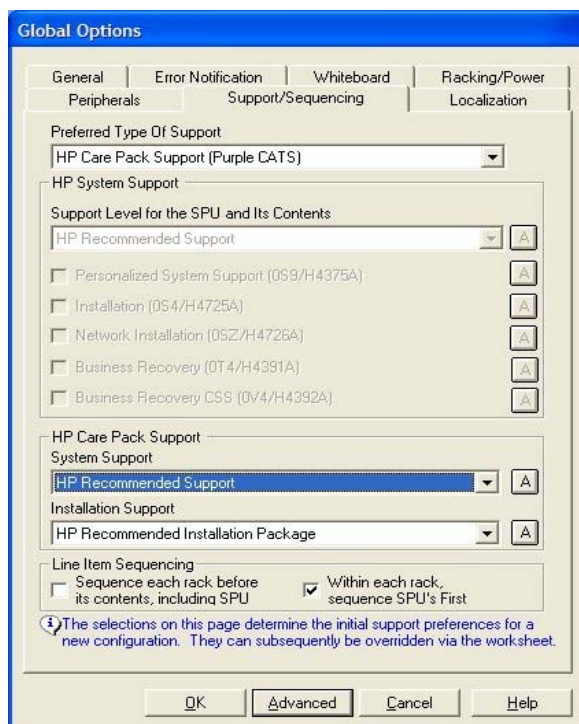 Global Options
General
Error Notification
Whiteboard
Racking/Power
Peripherals
Support/Sequencing
Localization
Preferred Type Of Support
HP Care Pack Support (Purple CATS)
HP System Support
Support Level for the SPU and Its Contents
HP Recommended Support
A
Personalized System Support (0S9/H4375A)
A
Installation (0S4/H4725A)
A
Network Installation (0SZ/H4726A)
A
Business Recovery (0T4/H4391A)
A
Business Recovery CSS (0V4/H4392A)
A
HP Care Pack Support
System Support
HP Recommended Support
A
Installation Support
HP Recommended Installation Package
A
Line Item Sequencing
Sequence each rack before
its contents, including SPU
Within each rack,
sequence SPU's First
The selections on this page determine the initial support preferences for a
new configuration. They can subsequently be overridden via the worksheet.
OK
Advanced
Cancel
Help